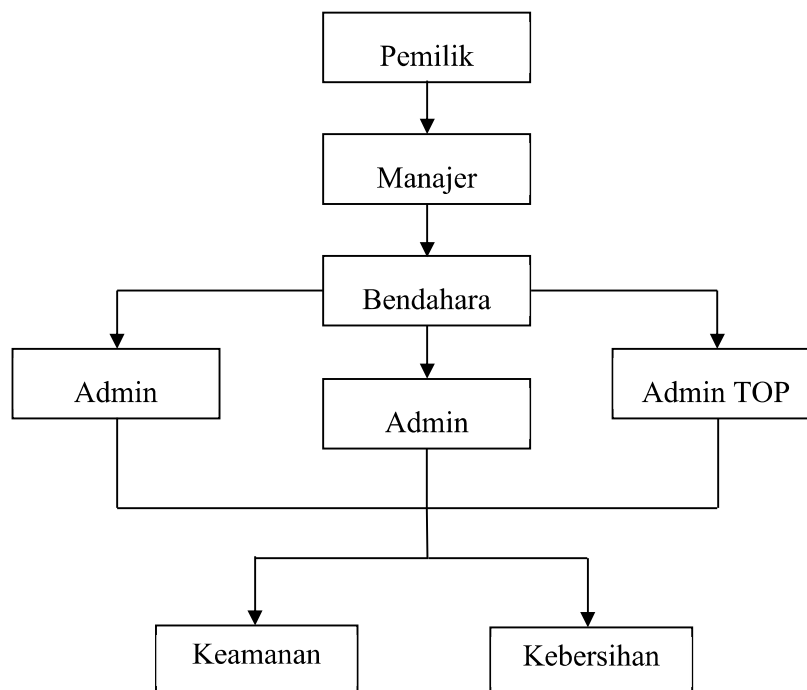 Pemilik
Manajer
Bendahara
Admin
Admin
Admin TOP
Keamanan
Kebersihan